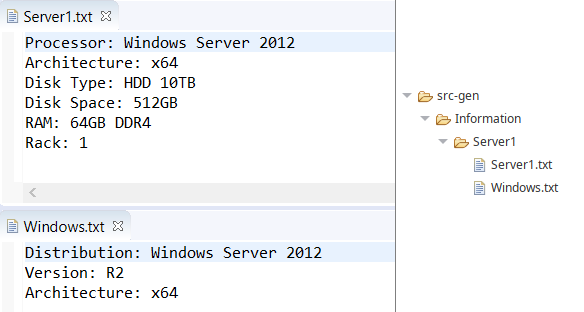 Server1.txt
Processor: Windows Server 2012
Architecture: x64
Disk Type: HDD 10TB
Disk Space: 512GB
RAM: 64GB DDR4
Rack: 1
Windows.txt
Distribution: Windows Server 2012
Version: R2
Architecture: x64
src-gen
Information
Server1
Server1.txt
Windows.txt